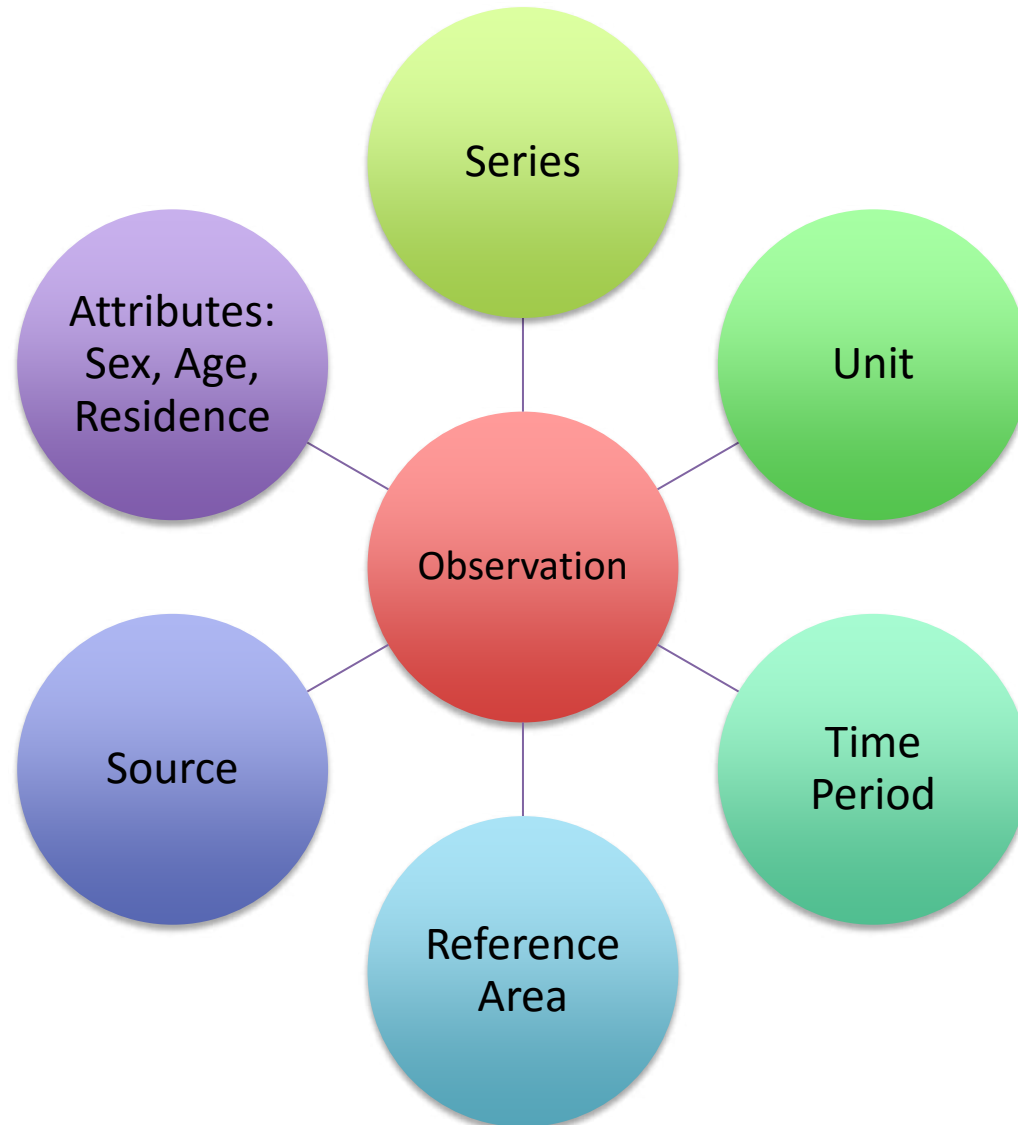 Series
Attributes:
Sex, Age,
Residence
Unit
Observation
Source
Time
Period
Reference
Area